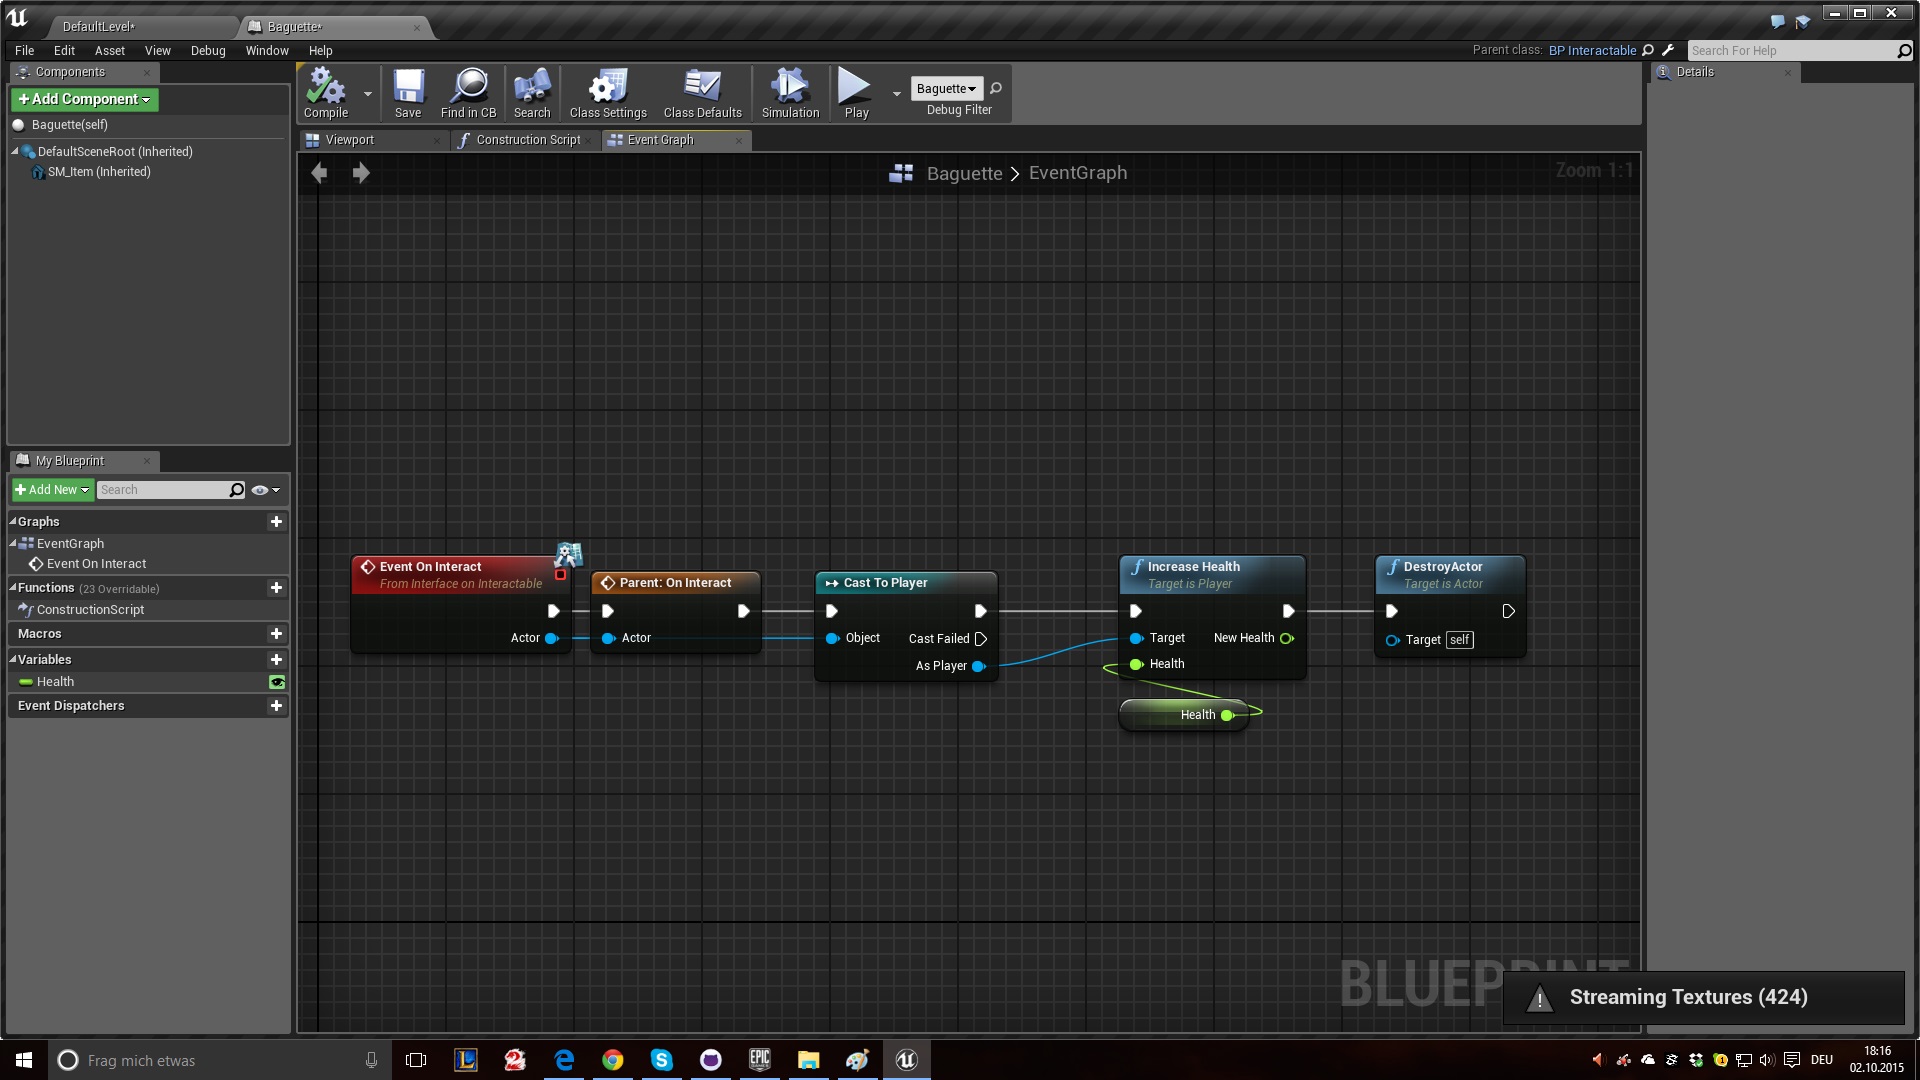 DefaultLevel*
Baguette*
File Edit Asset View Debug Window Help
Parent class: BP Interactable
Search For Help
Components
+Add Component
Baguette(self)
DefaultSceneRoot (Inherited)
SM_Item (Inherited)
Compile
Save
Find in CB
Search
Class Settings
Class Defaults
Simulation
Play
Baguette
Debug Filter
Details
Viewport
Construction Script
Event Graph
Baguette > EventGraph
Zoom 1:1
My Blueprint
+Add New
Search
Graphs
EventGraph
Event On Interact
Functions (23 Overridable)
ConstructionScript
Macros
Variables
Health
Event Dispatchers
Event On Interact
From Interface on Interactable
Actor
Parent: On Interact
Actor
Cast To Player
Object
Cast Failed
As Player
Increase Health
Target is Player
Target
New Health
Health
Health
DestroyActor
Target is Actor
Target self
BLUEPRINT
Streaming Textures (424)
Frag mich etwas
EPIC
DEU
18:16
02.10.2015